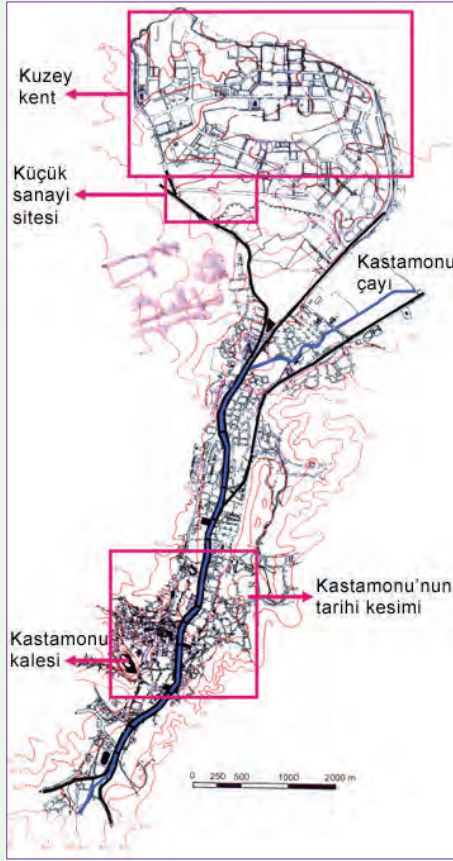 Kuzey
kent
Küçük
sanayi
sitesi
Kastamonu
çayı
Kastamonu'nun
tarihi kesimi
Kastamonu
kalesi
0 250 500 1000 2000 m